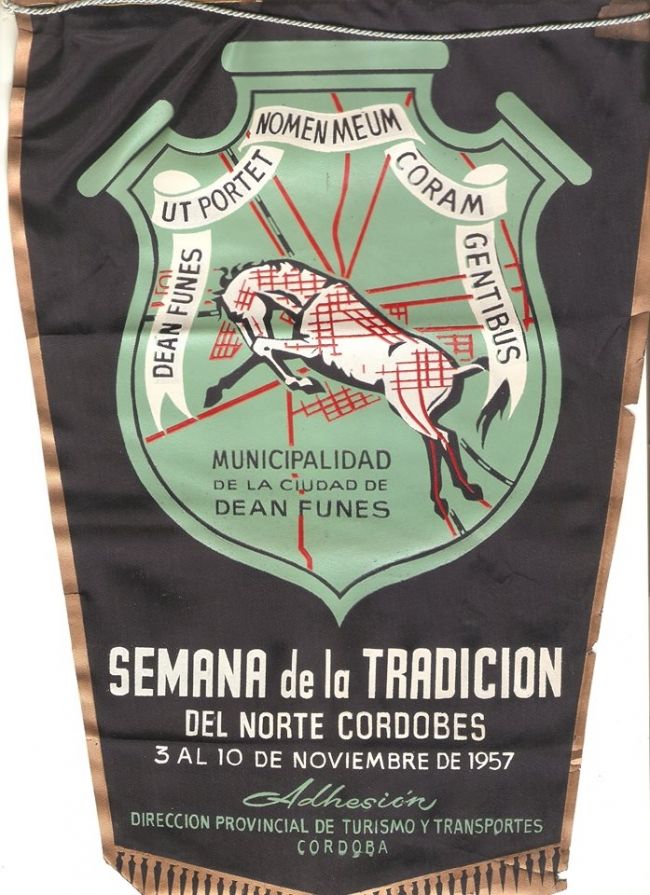 DEAN FUNES
UT PORTET
NOMEN MEUM
CORAM
GENTIBUS
MUNICIPALIDAD
DE LA CIUDAD DE
DEAN FUNES
SEMANA de la TRADICION
DEL NORTE CORDOBES
3 AL 10 DE NOVIEMBRE DE 1957
Adhesión
DIRECCION PROVINCIAL DE TURISMO Y TRANSPORTES
CORDOBA